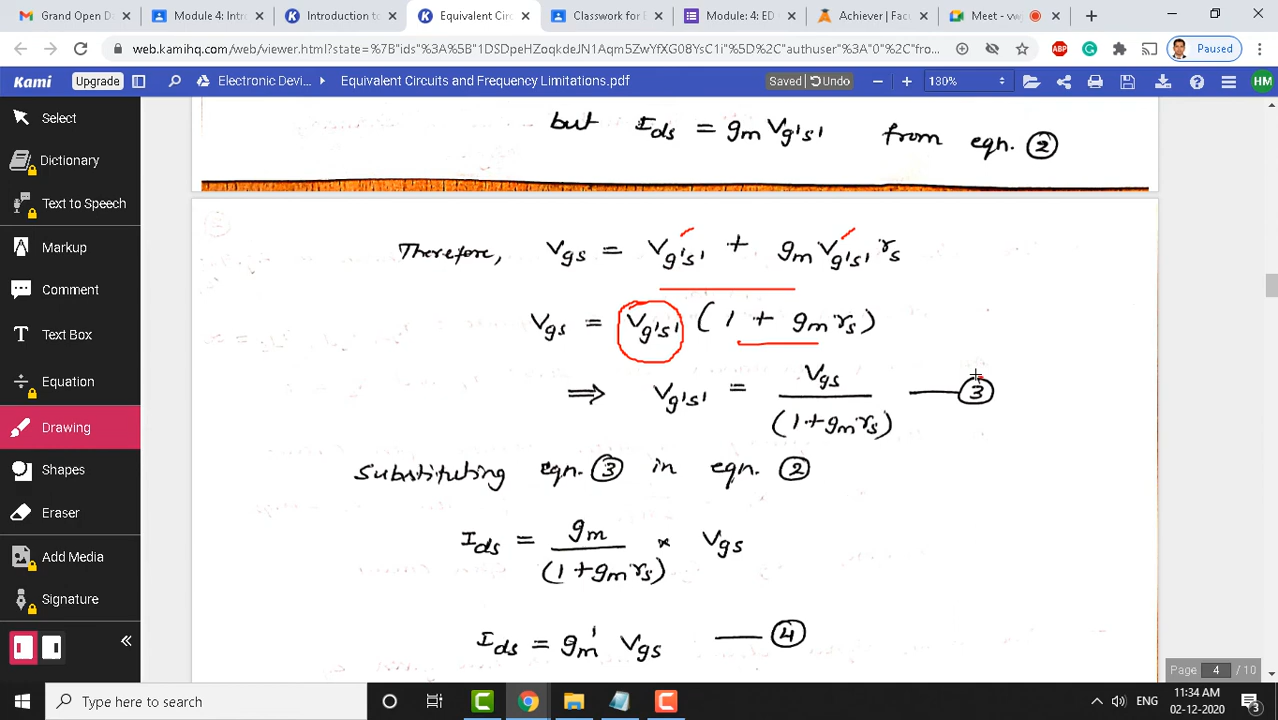 Grand Open Da
Module 4: Intr
Introduction to
Equivalent Circ
Classwork for E
Module: 4: ED
Achiever | Facu
Meet - vw
web.kamihq.com/web/viewer.html?state=%7B"ids"%3A%5B"1DSDpeHZoqkdeJN1Aqm5ZwYfXG08YsC1i"%5D%2C"authuser"%3A"0"%2C"fro...
Paused
Kami
Upgrade
Electronic Devi...
Equivalent Circuits and Frequency Limitations.pdf
Saved
Undo
180%
HM
Select
Dictionary
Text to Speech
Markup
Comment
Text Box
Equation
Drawing
Shapes
Eraser
Add Media
Signature
but Ids = gm Vg's' from eqn. ②
Therefore, Vgs = Vg's' + gm Vg's' rs
Vgs = Vg's' (1 + gm rs)
⇒ Vg's' = Vgs / (1+gm rs) —③
Substituting eqn. ③ in eqn. ②
Ids = gm / (1+gm rs) × Vgs
Ids = gm' Vgs —④
Page 4 / 10
Type here to search
ENG
11:34 AM
02-12-2020
3